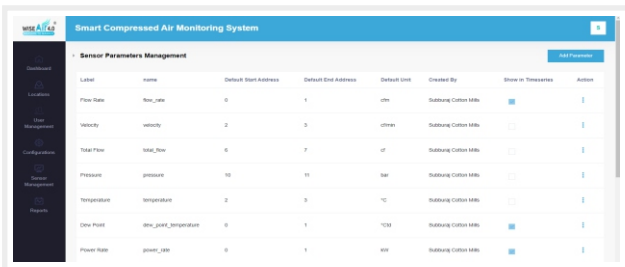 WISE AIR 4.0
Smart Compressed Air Monitoring System
S
Sensor Parameters Management
Add Parameter
Dashboard
Locations
User
Management
Configurations
Sensor
Management
Reports
Label name Default Start Address Default End Address Default Unit Created By Show in Timeseries Action
Flow Rate flow_rate 0 1 cfm Subburaj Cotton Mills
Velocity velocity 2 3 cf/min Subburaj Cotton Mills
Total Flow total_flow 6 7 cf Subburaj Cotton Mills
Pressure pressure 10 11 bar Subburaj Cotton Mills
Temperature temperature 2 3 °C Subburaj Cotton Mills
Dew Point dew_point_temperature 0 1 °Ctd Subburaj Cotton Mills
Power Rate power_rate 0 1 kW Subburaj Cotton Mills